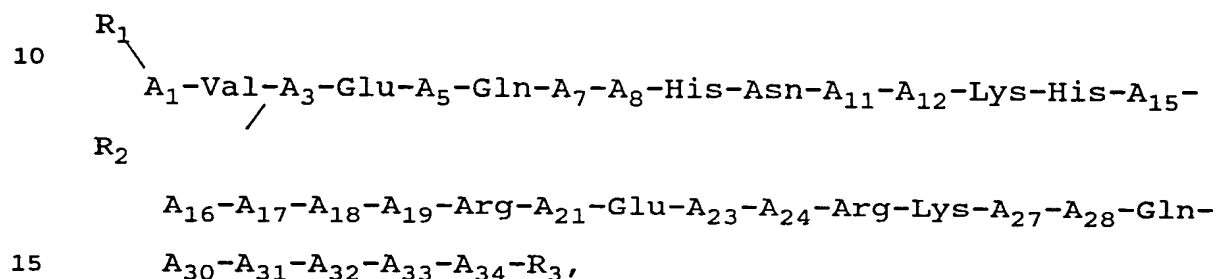 R₁
10
A₁-Val-A₃-Glu-A₅-Gln-A₇-A₈-His-Asn-A₁₁-A₁₂-Lys-His-A₁₅-
R₂
A₁₆-A₁₇-A₁₈-A₁₉-Arg-A₂₁-Glu-A₂₃-A₂₄-Arg-Lys-A₂₇-A₂₈-Gln-
15 A₃₀-A₃₁-A₃₂-A₃₃-A₃₄-R₃,